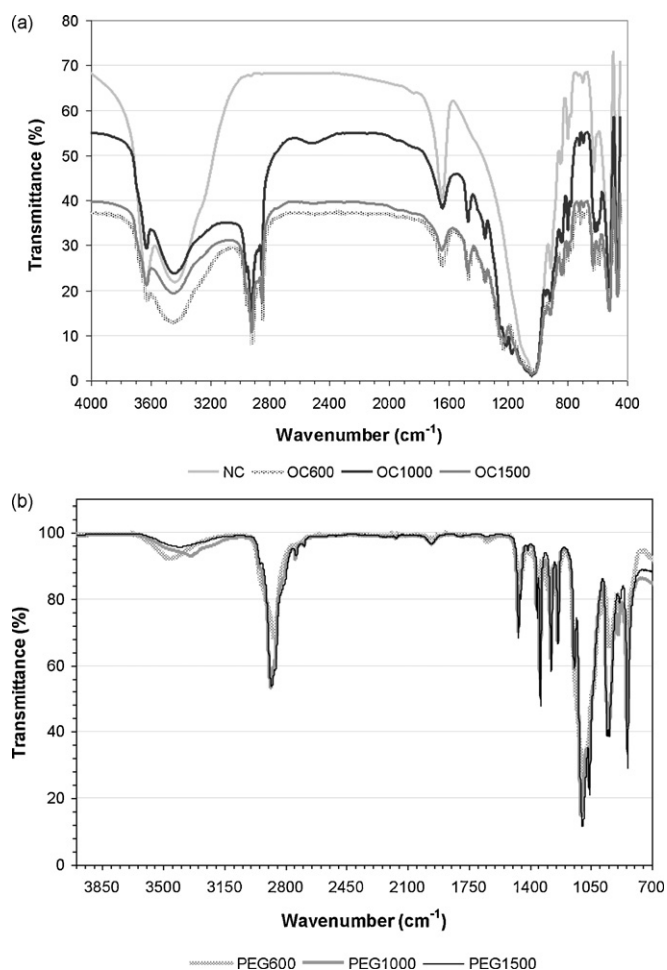 (a)
80
70
60
50
40
30
20
10
0
Transmittance (%)
4000 3600 3200 2800 2400 2000 1600 1200 800 400
Wavenumber (cm⁻¹)
NC OC600 OC1000 OC1500
(b)
100
80
60
40
20
0
Transmittance (%)
3850 3500 3150 2800 2450 2100 1750 1400 1050 700
Wavenumber (cm⁻¹)
PEG600 PEG1000 PEG1500